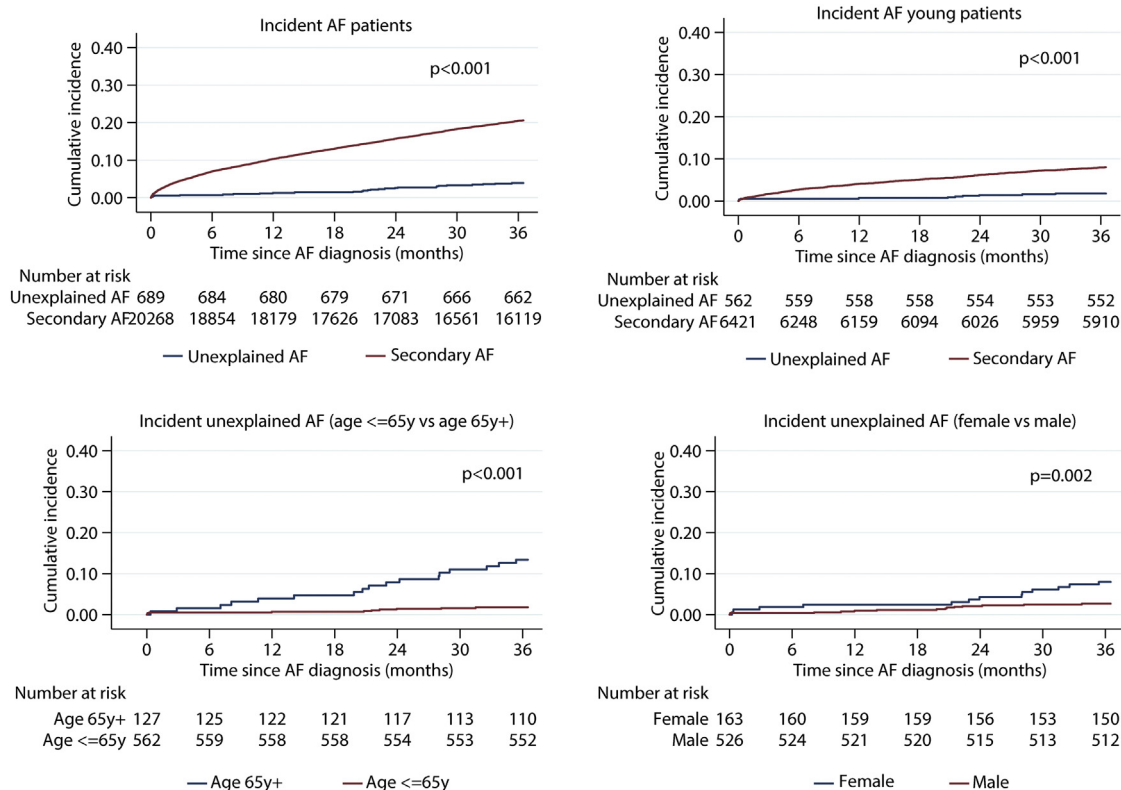 Incident AF patients
p<0.001
Cumulative incidence
0.40
0.30
0.20
0.10
0.00
0 6 12 18 24 30 36
Time since AF diagnosis (months)
Number at risk
Unexplained AF 689 684 680 679 671 666 662
Secondary AF 20268 18854 18179 17626 17083 16561 16119
Unexplained AF Secondary AF
Incident AF young patients
p<0.001
Cumulative incidence
0.40
0.30
0.20
0.10
0.00
0 6 12 18 24 30 36
Time since AF diagnosis (months)
Number at risk
Unexplained AF 562 559 558 558 554 553 552
Secondary AF 6421 6248 6159 6094 6026 5959 5910
Unexplained AF Secondary AF
Incident unexplained AF (age <=65y vs age 65y+)
p<0.001
Cumulative incidence
0.40
0.30
0.20
0.10
0.00
0 6 12 18 24 30 36
Time since AF diagnosis (months)
Number at risk
Age 65y+ 127 125 122 121 117 113 110
Age <=65y 562 559 558 558 554 553 552
Age 65y+ Age <=65y
Incident unexplained AF (female vs male)
p=0.002
Cumulative incidence
0.40
0.30
0.20
0.10
0.00
0 6 12 18 24 30 36
Time since AF diagnosis (months)
Number at risk
Female 163 160 159 159 156 153 150
Male 526 524 521 520 515 513 512
Female Male